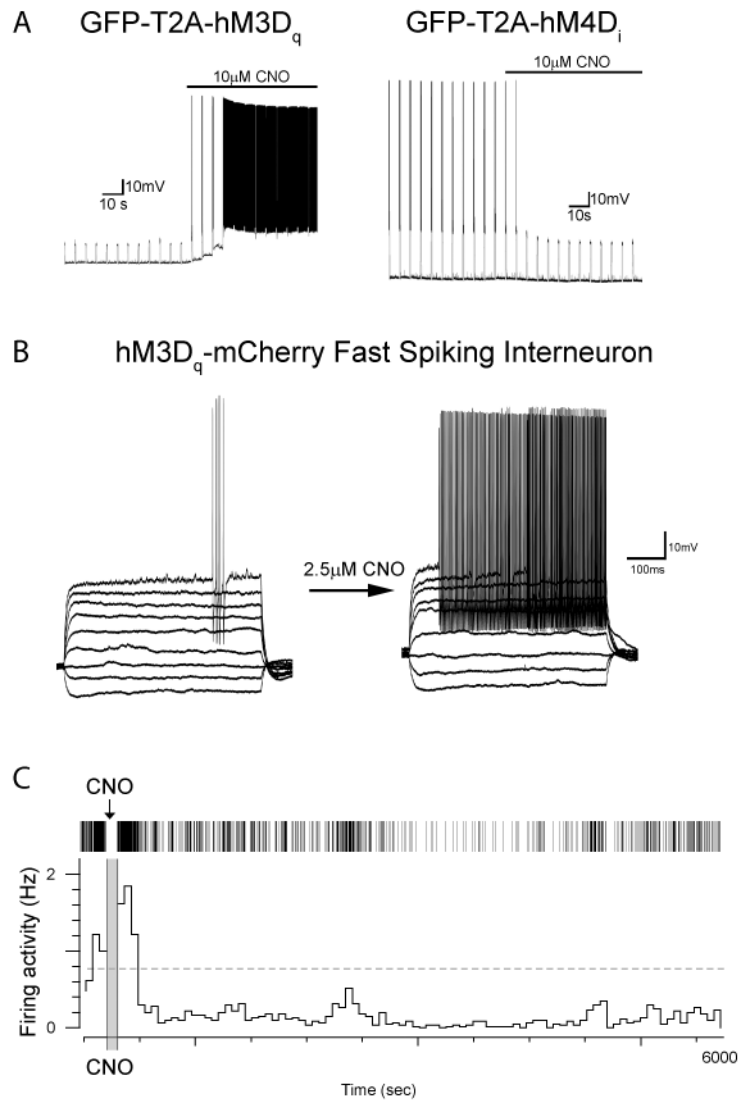 A
GFP-T2A-hM3Dq
GFP-T2A-hM4Di
10μM CNO
10μM CNO
10mV
10 s
10mV
10s
B
hM3Dq-mCherry Fast Spiking Interneuron
2.5μM CNO
10mV
100ms
C
CNO
2
Firing activity (Hz)
0
CNO
6000
Time (sec)